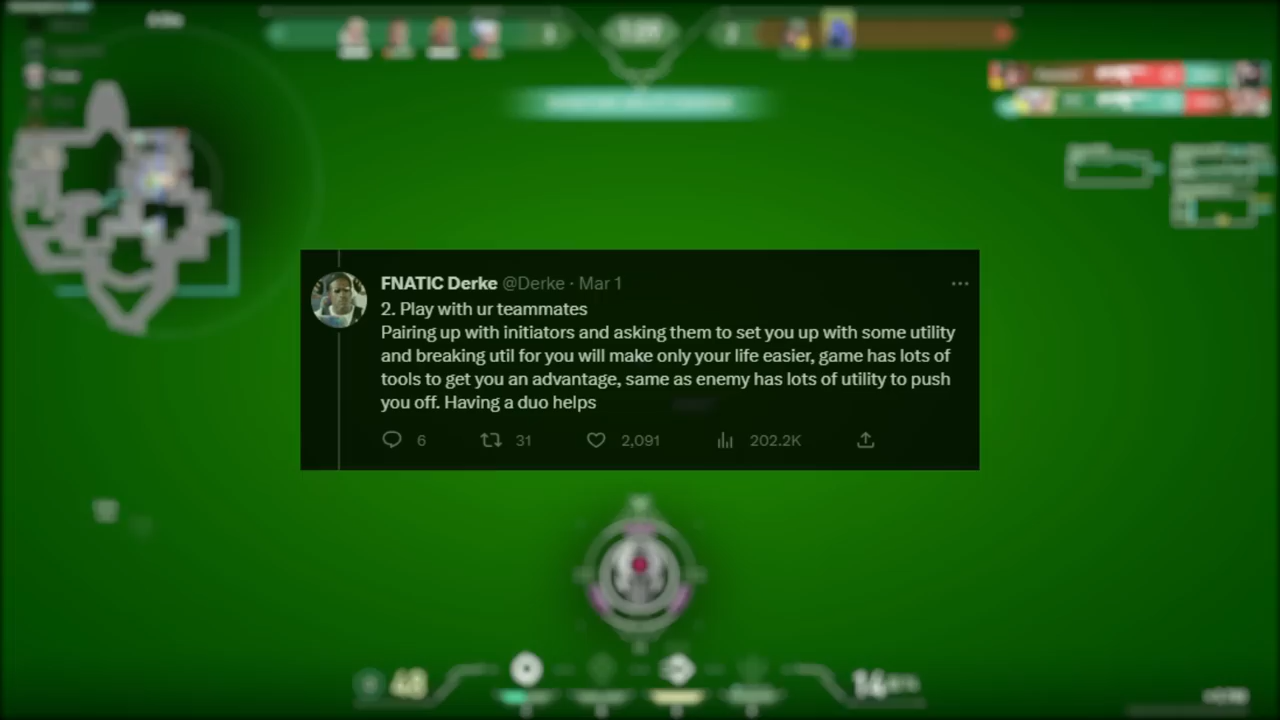 FNATIC Derke @Derke · Mar 1
2. Play with ur teammates
Pairing up with initiators and asking them to set you up with some utility
and breaking util for you will make only your life easier, game has lots of
tools to get you an advantage, same as enemy has lots of utility to push
you off. Having a duo helps
6 31 2,091 202.2K
48 14